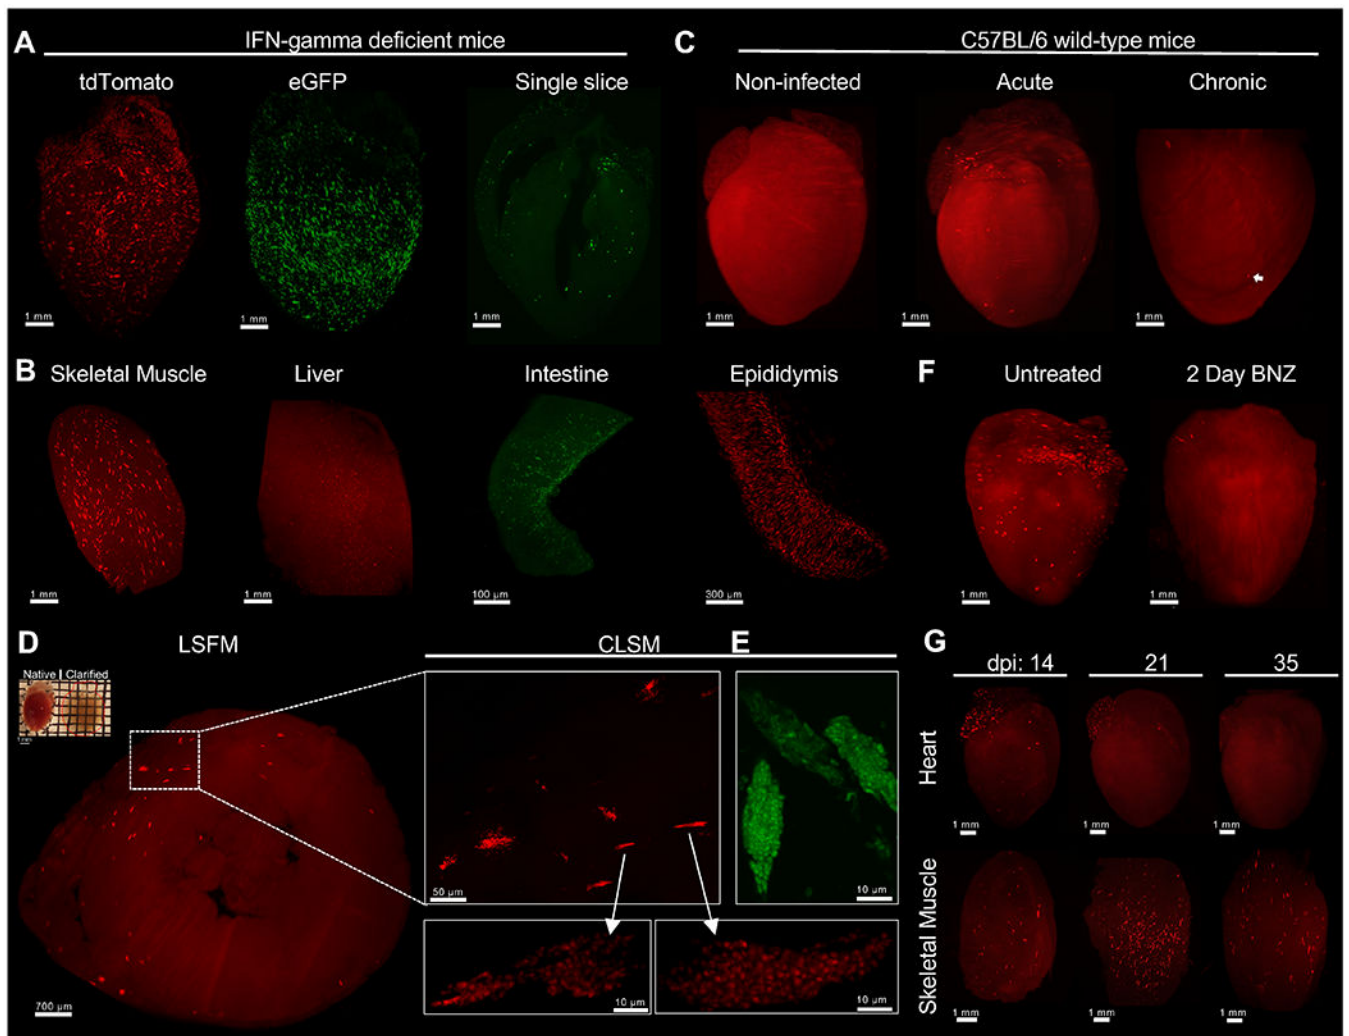 A IFN-gamma deficient mice
tdTomato eGFP Single slice
1 mm 1 mm 1 mm
C C57BL/6 wild-type mice
Non-infected Acute Chronic
1 mm 1 mm 1 mm
B Skeletal Muscle Liver Intestine Epididymis
1 mm 1 mm 100 µm 300 µm
F Untreated 2 Day BNZ
1 mm 1 mm
D LSFM
Native Clarified
1 mm
700 µm
CLSM
50 µm
10 µm 10 µm
E
10 µm
G dpi: 14 21 35
Heart
1 mm 1 mm 1 mm
Skeletal Muscle
1 mm 1 mm 1 mm